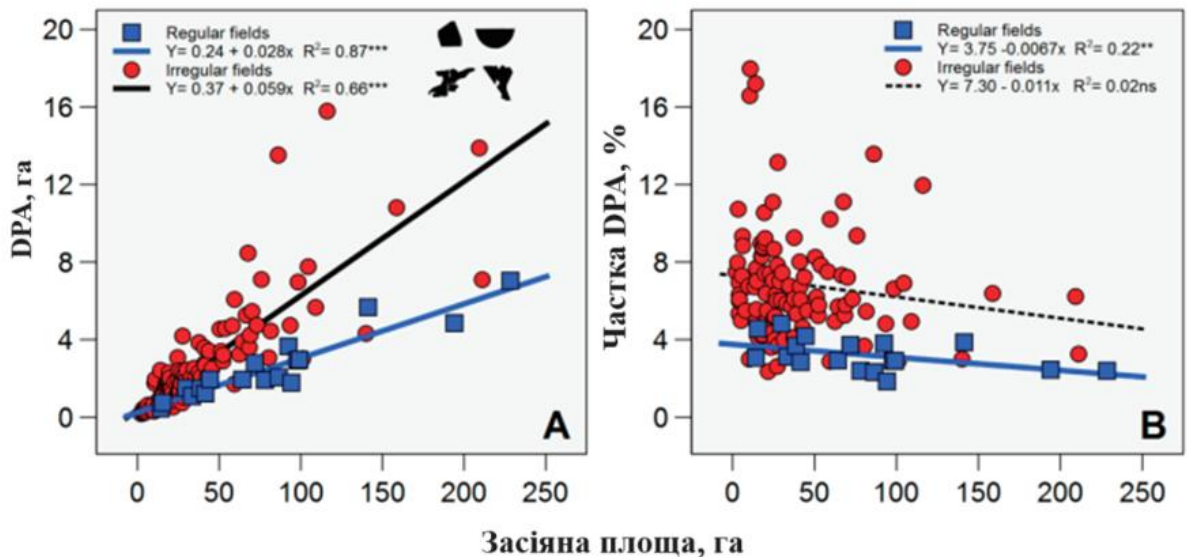 Regular fields
Y= 0.24 + 0.028x R²= 0.87***
Irregular fields
Y= 0.37 + 0.059x R²= 0.66***
DPA, га
20
16
12
8
4
0
A
0 50 100 150 200 250
Regular fields
Y= 3.75 -0.0067x R²= 0.22**
Irregular fields
Y= 7.30 - 0.011x R²= 0.02ns
Частка DPA, %
20
16
12
8
4
0
B
0 50 100 150 200 250
Засіяна площа, га